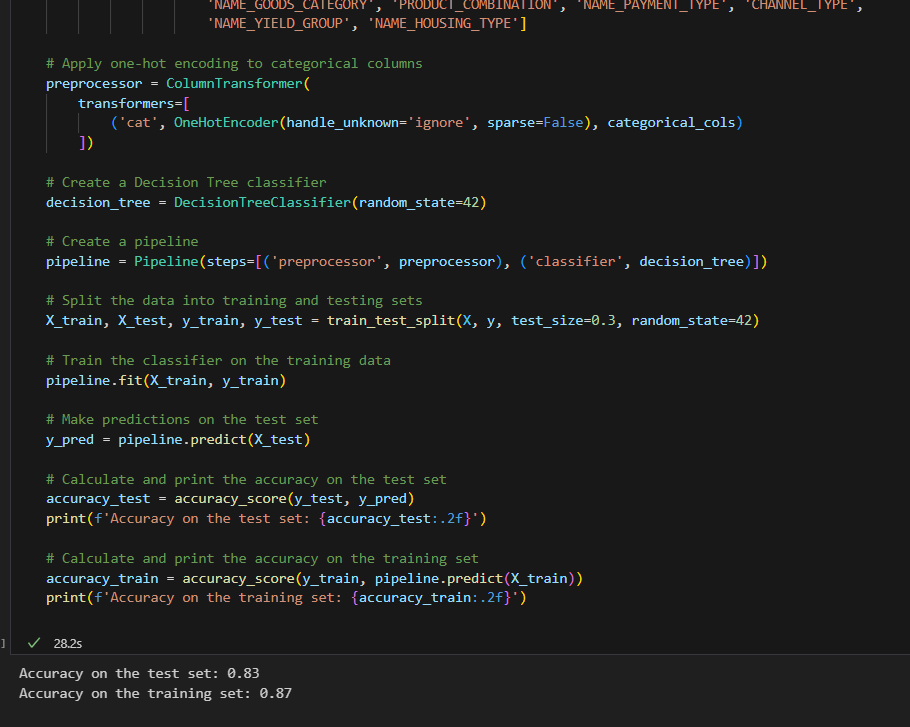 'NAME_GOODS_CATEGORY', 'PRODUCT_COMBINATION', 'NAME_PAYMENT_TYPE', 'CHANNEL_TYPE',
'NAME_YIELD_GROUP', 'NAME_HOUSING_TYPE']
# Apply one-hot encoding to categorical columns
preprocessor = ColumnTransformer(
transformers=[
('cat', OneHotEncoder(handle_unknown='ignore', sparse=False), categorical_cols)
])
# Create a Decision Tree classifier
decision_tree = DecisionTreeClassifier(random_state=42)
# Create a pipeline
pipeline = Pipeline(steps=[('preprocessor', preprocessor), ('classifier', decision_tree)])
# Split the data into training and testing sets
X_train, X_test, y_train, y_test = train_test_split(X, y, test_size=0.3, random_state=42)
# Train the classifier on the training data
pipeline.fit(X_train, y_train)
# Make predictions on the test set
y_pred = pipeline.predict(X_test)
# Calculate and print the accuracy on the test set
accuracy_test = accuracy_score(y_test, y_pred)
print(f'Accuracy on the test set: {accuracy_test:.2f}')
# Calculate and print the accuracy on the training set
accuracy_train = accuracy_score(y_train, pipeline.predict(X_train))
print(f'Accuracy on the training set: {accuracy_train:.2f}')
] 28.2s
Accuracy on the test set: 0.83
Accuracy on the training set: 0.87